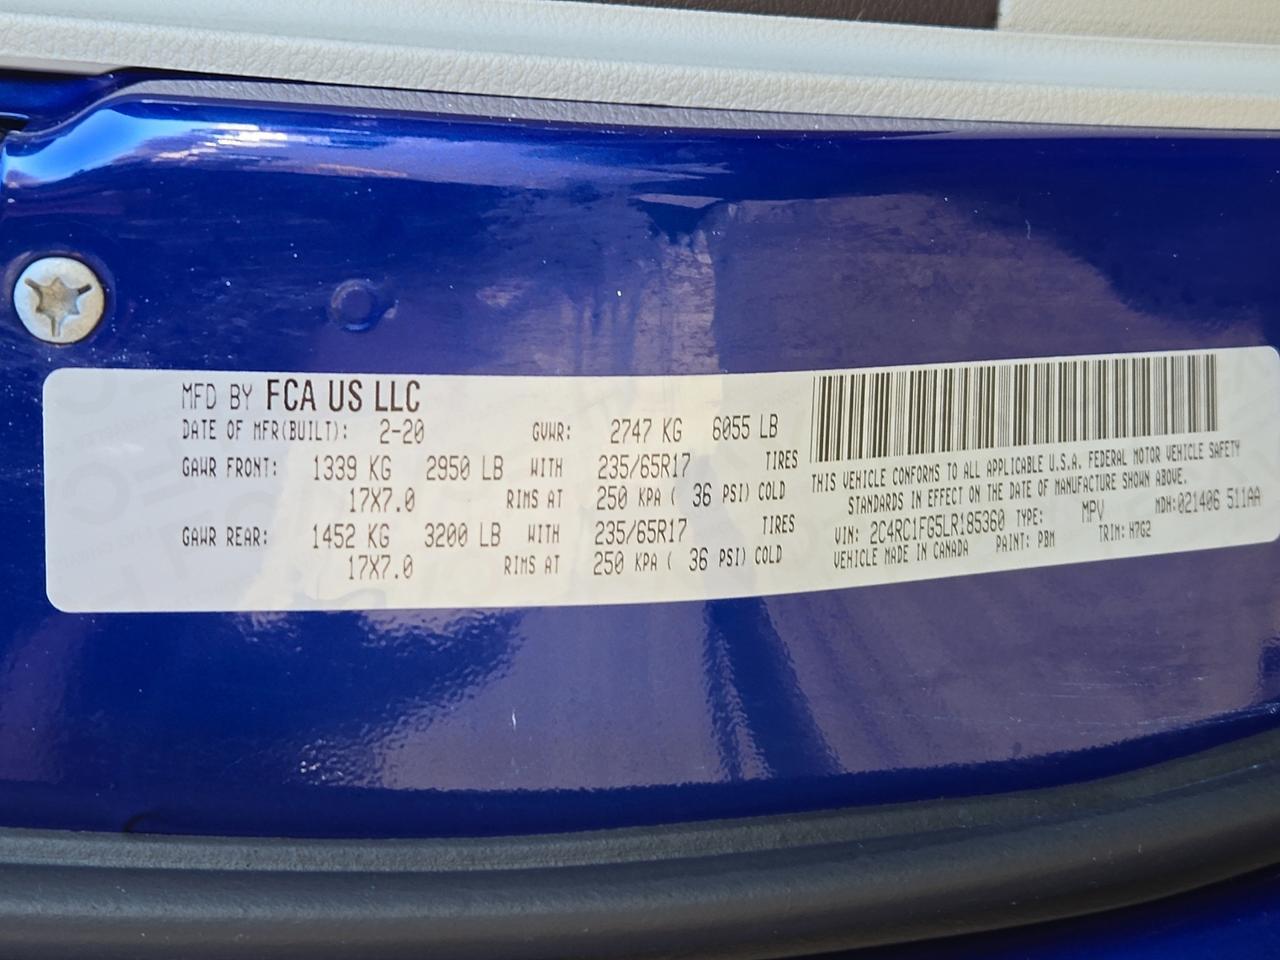 MFD BY FCA US LLC
DATE OF MFR(BUILT): 2-20 GVWR: 2747 KG 6055 LB
GAWR FRONT: 1339 KG 2950 LB WITH 235/65R17 TIRES
17X7.0 RIMS AT 250 KPA ( 36 PSI) COLD
GAWR REAR: 1452 KG 3200 LB WITH 235/65R17 TIRES
17X7.0 RIMS AT 250 KPA ( 36 PSI) COLD
THIS VEHICLE CONFORMS TO ALL APPLICABLE U.S.A. FEDERAL MOTOR VEHICLE SAFETY
STANDARDS IN EFFECT ON THE DATE OF MANUFACTURE SHOWN ABOVE.
VIN: 2C4RC1FG5LR185360 TYPE: MPV MDH:021406 511AA
VEHICLE MADE IN CANADA PAINT: PBM TRIM: H7G2